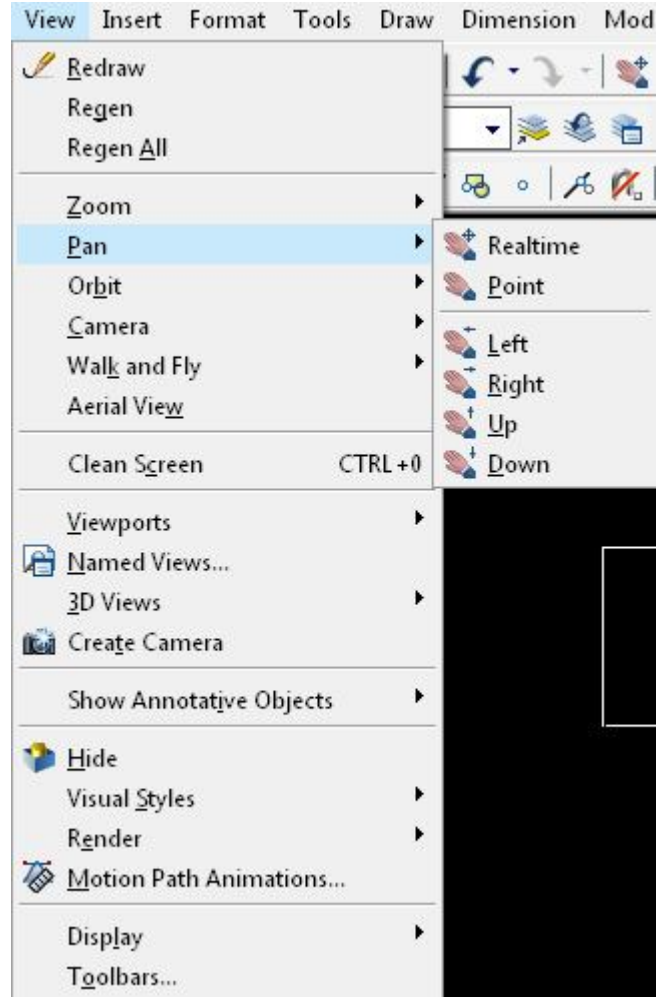 View Insert Format Tools Draw Dimension Mod
Redraw
Regen
Regen All
Zoom
Pan
Orbit
Camera
Walk and Fly
Aerial View
Clean Screen CTRL+0
Viewports
Named Views...
3D Views
Create Camera
Show Annotative Objects
Hide
Visual Styles
Render
Motion Path Animations...
Display
Toolbars...
Realtime
Point
Left
Right
Up
Down